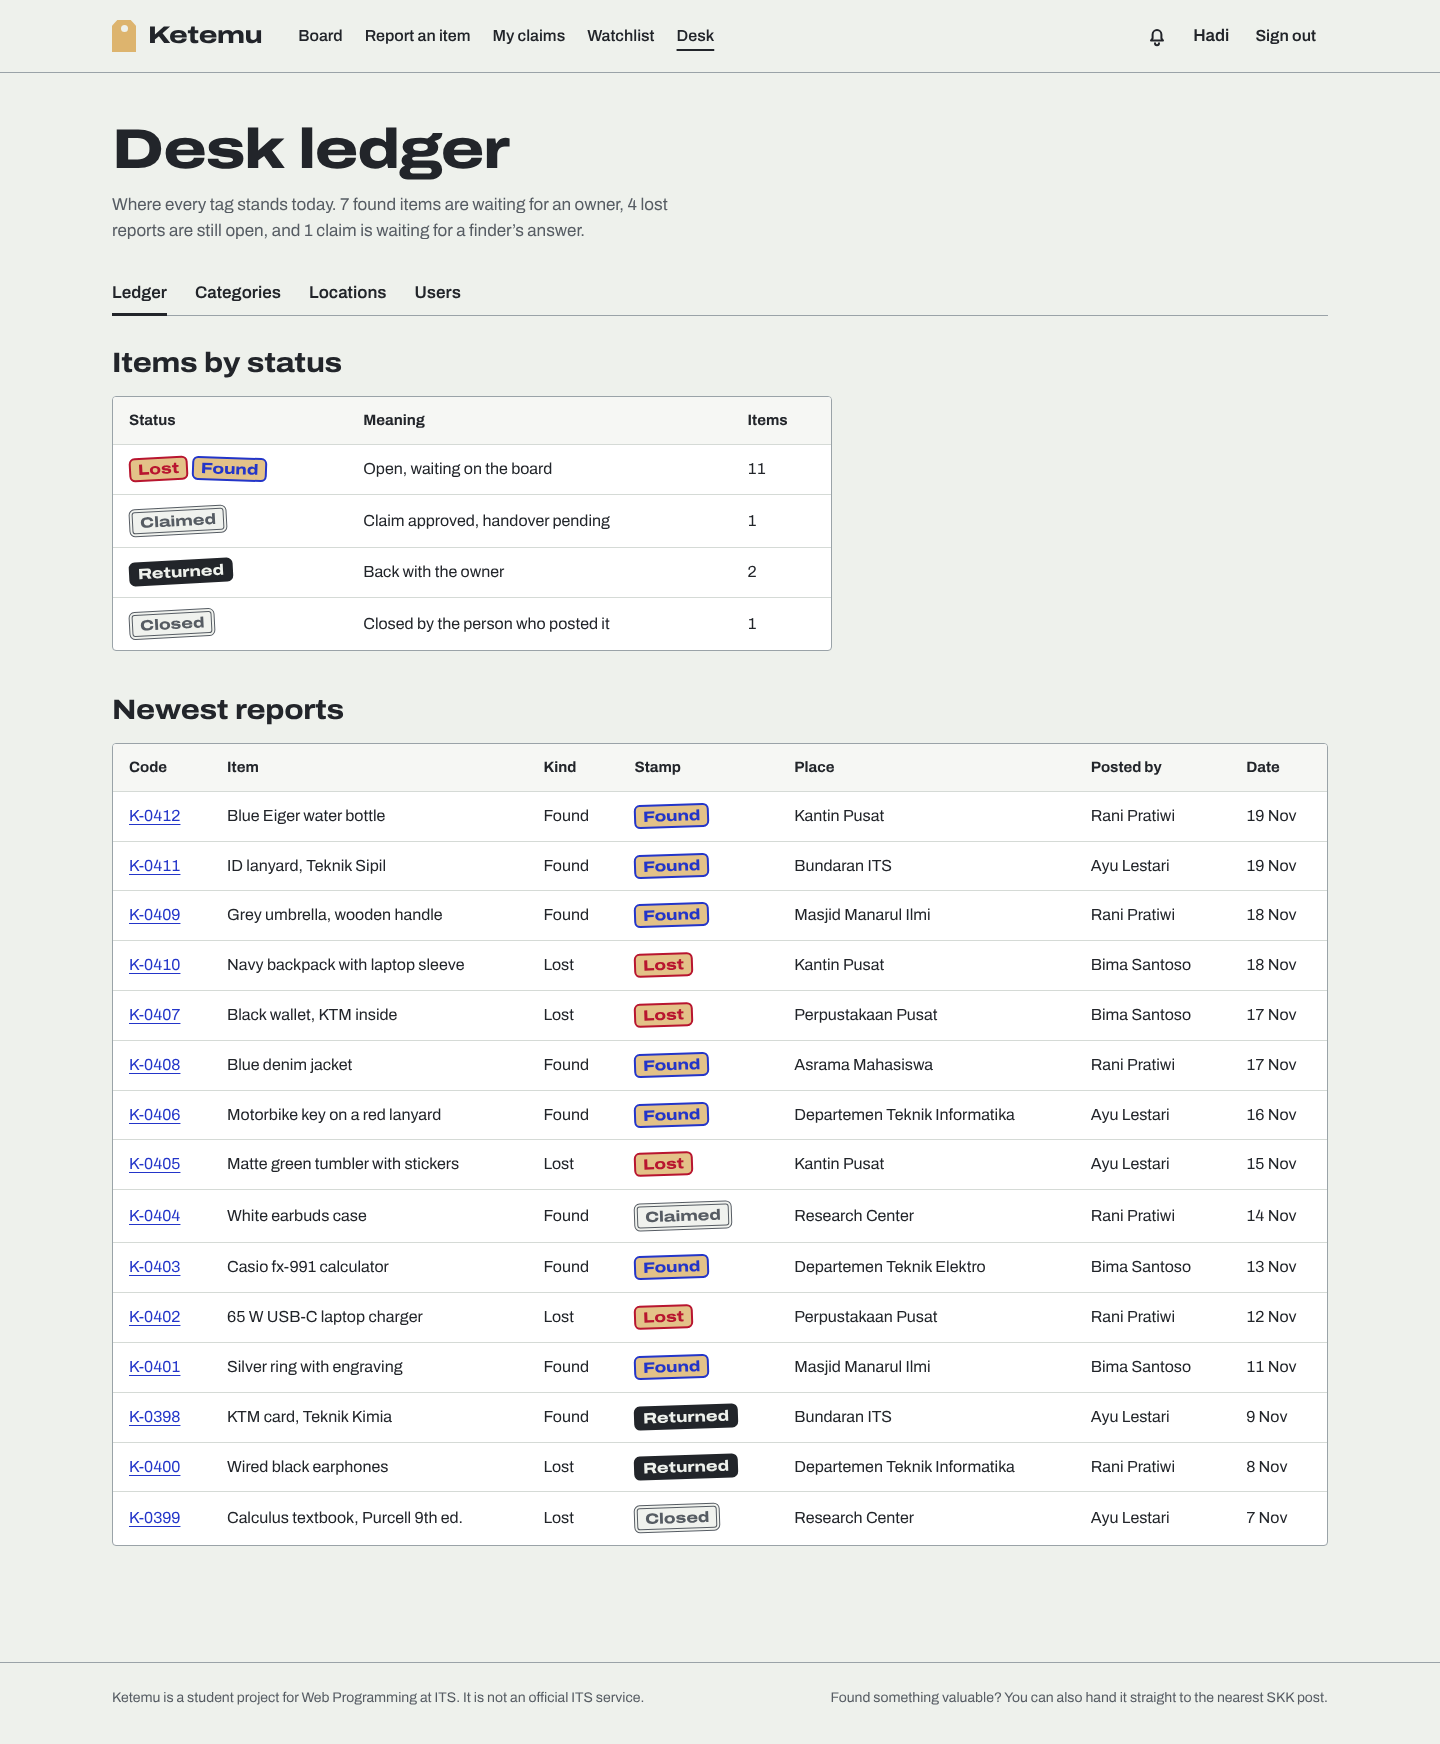 Ketemu Board Report an item My claims Watchlist Desk Hadi Sign out
Desk ledger
Where every tag stands today. 7 found items are waiting for an owner, 4 lost
reports are still open, and 1 claim is waiting for a finder’s answer.
Ledger Categories Locations Users
Items by status
Status Meaning Items
Lost Found Open, waiting on the board 11
Claimed Claim approved, handover pending 1
Returned Back with the owner 2
Closed Closed by the person who posted it 1
Newest reports
Code Item Kind Stamp Place Posted by Date
K-0412 Blue Eiger water bottle Found Found Kantin Pusat Rani Pratiwi 19 Nov
K-0411 ID lanyard, Teknik Sipil Found Found Bundaran ITS Ayu Lestari 19 Nov
K-0409 Grey umbrella, wooden handle Found Found Masjid Manarul Ilmi Rani Pratiwi 18 Nov
K-0410 Navy backpack with laptop sleeve Lost Lost Kantin Pusat Bima Santoso 18 Nov
K-0407 Black wallet, KTM inside Lost Lost Perpustakaan Pusat Bima Santoso 17 Nov
K-0408 Blue denim jacket Found Found Asrama Mahasiswa Rani Pratiwi 17 Nov
K-0406 Motorbike key on a red lanyard Found Found Departemen Teknik Informatika Ayu Lestari 16 Nov
K-0405 Matte green tumbler with stickers Lost Lost Kantin Pusat Ayu Lestari 15 Nov
K-0404 White earbuds case Found Claimed Research Center Rani Pratiwi 14 Nov
K-0403 Casio fx-991 calculator Found Found Departemen Teknik Elektro Bima Santoso 13 Nov
K-0402 65 W USB-C laptop charger Lost Lost Perpustakaan Pusat Rani Pratiwi 12 Nov
K-0401 Silver ring with engraving Found Found Masjid Manarul Ilmi Bima Santoso 11 Nov
K-0398 KTM card, Teknik Kimia Found Returned Bundaran ITS Ayu Lestari 9 Nov
K-0400 Wired black earphones Lost Returned Departemen Teknik Informatika Rani Pratiwi 8 Nov
K-0399 Calculus textbook, Purcell 9th ed. Lost Closed Research Center Ayu Lestari 7 Nov
Ketemu is a student project for Web Programming at ITS. It is not an official ITS service. Found something valuable? You can also hand it straight to the nearest SKK post.